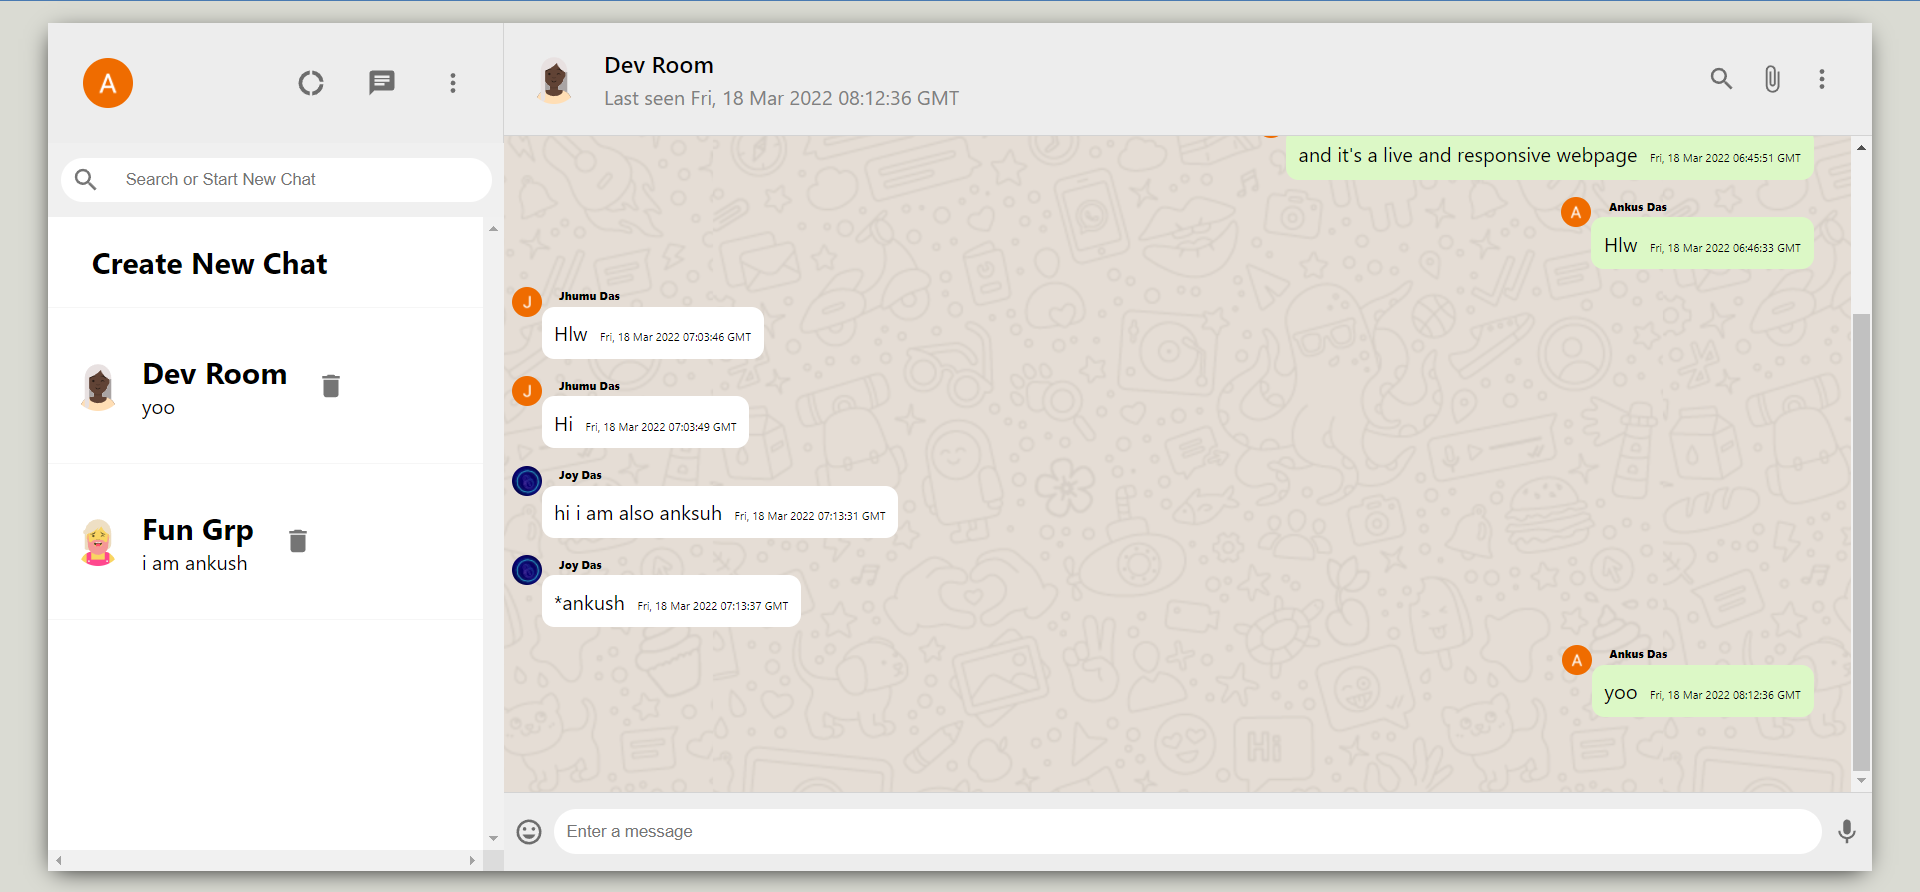 A
Search or Start New Chat
Create New Chat
Dev Room
yoo
Fun Grp
i am ankush
Dev Room
Last seen Fri, 18 Mar 2022 08:12:36 GMT
and it's a live and responsive webpage Fri, 18 Mar 2022 06:45:51 GMT
A Ankus Das
Hlw Fri, 18 Mar 2022 06:46:33 GMT
J Jhumu Das
Hlw Fri, 18 Mar 2022 07:03:46 GMT
J Jhumu Das
Hi Fri, 18 Mar 2022 07:03:49 GMT
Joy Das
hi i am also anksuh Fri, 18 Mar 2022 07:13:31 GMT
Joy Das
*ankush Fri, 18 Mar 2022 07:13:37 GMT
A Ankus Das
yoo Fri, 18 Mar 2022 08:12:36 GMT
Hi
Enter a message